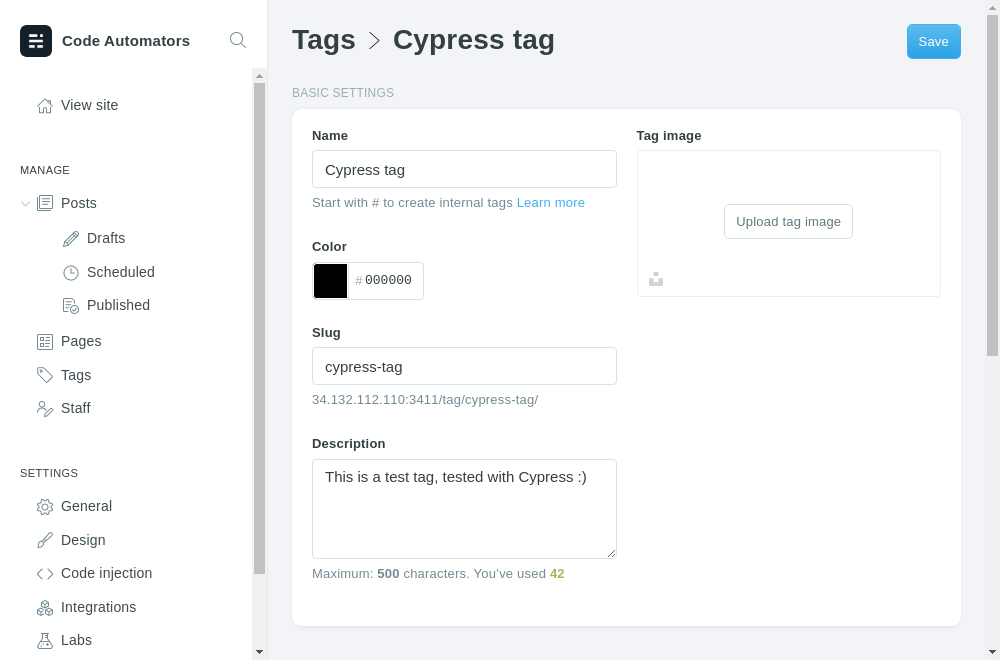 Code Automators
View site
MANAGE
Posts
Drafts
Scheduled
Published
Pages
Tags
Staff
SETTINGS
General
Design
Code injection
Integrations
Labs
Tags > Cypress tag
Save
BASIC SETTINGS
Name
Cypress tag
Start with # to create internal tags Learn more
Color
# 000000
Slug
cypress-tag
34.132.112.110:3411/tag/cypress-tag/
Description
This is a test tag, tested with Cypress :)
Maximum: 500 characters. You’ve used 42
Tag image
Upload tag image